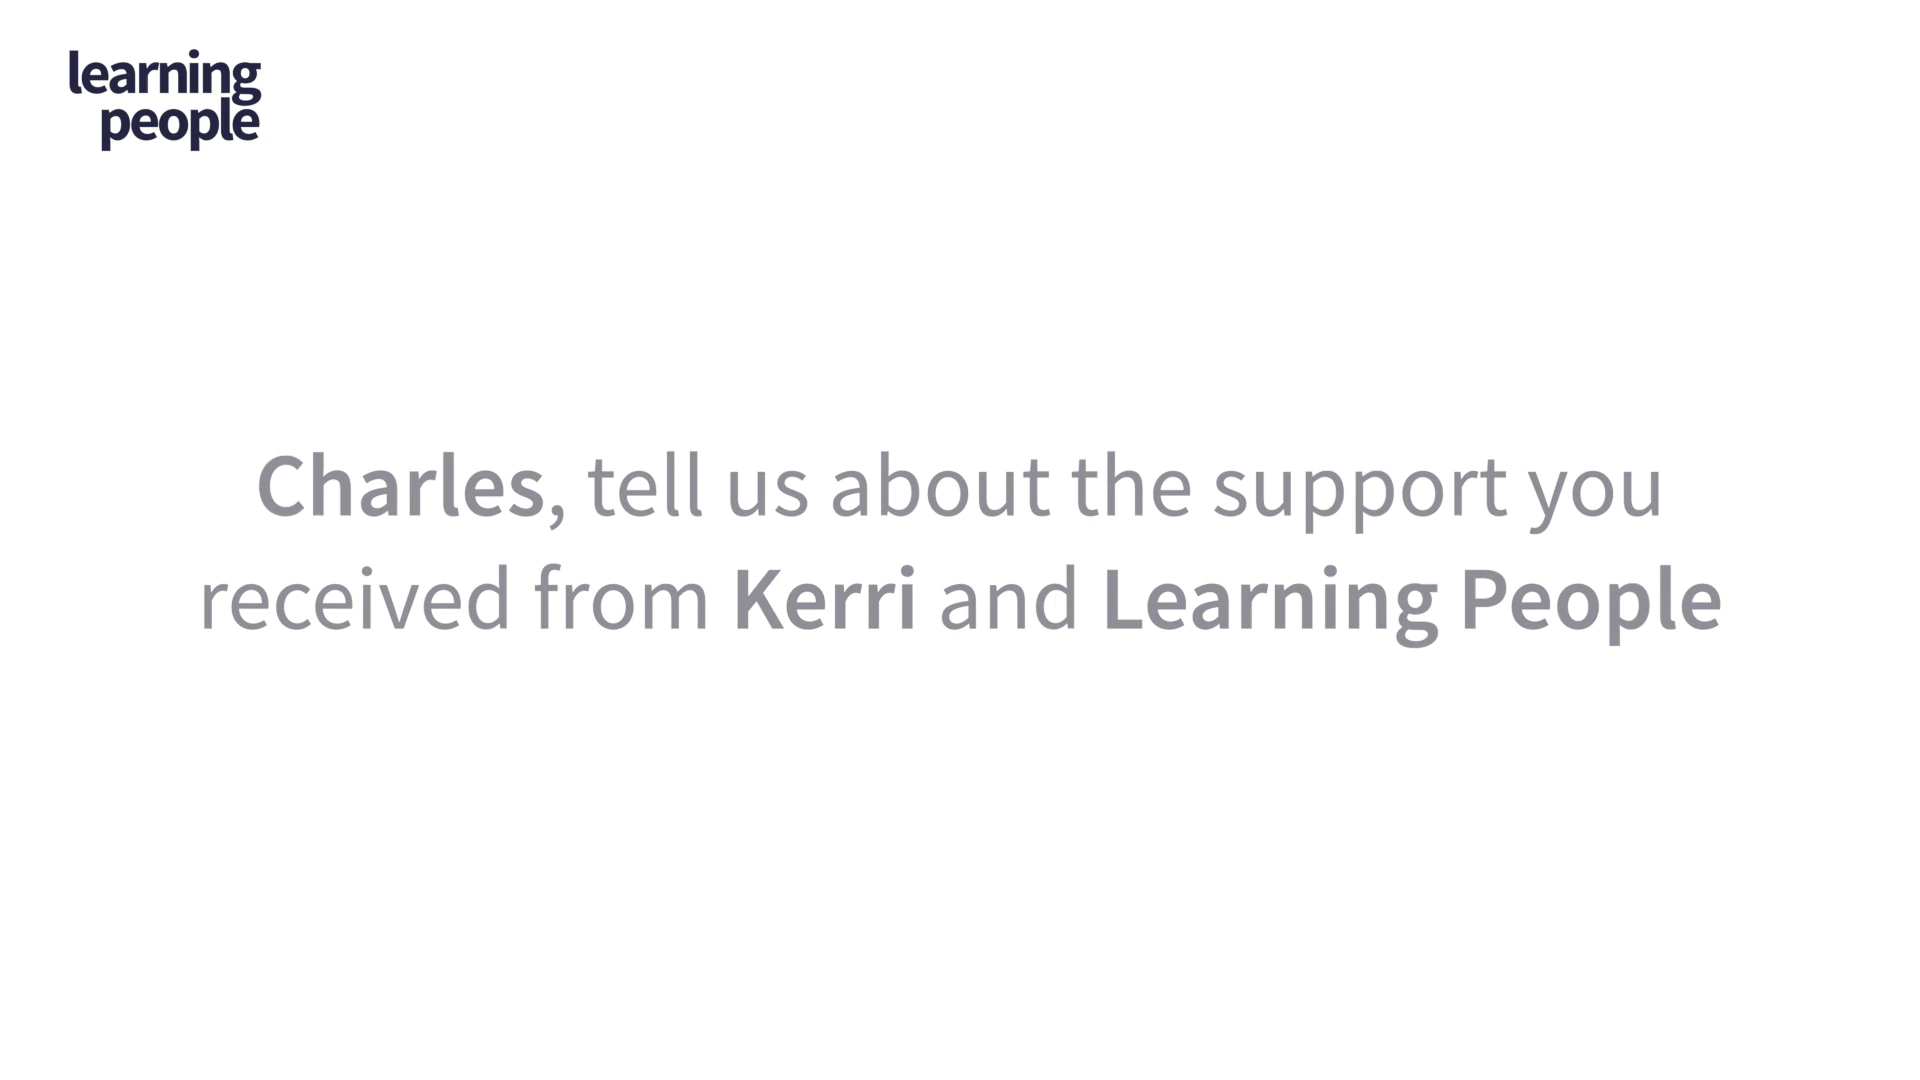 learning
people
Charles, tell us about the support you
received from Kerri and Learning People